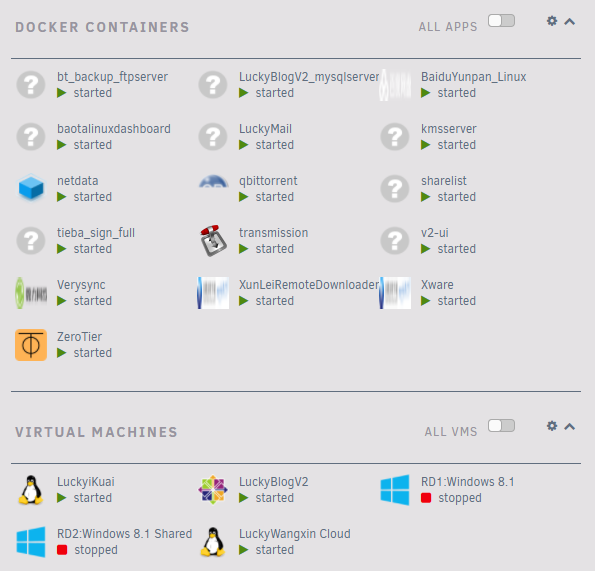 DOCKER CONTAINERS
ALL APPS
bt_backup_ftpserver
started
LuckyBlogV2_mysqlserver
started
BaiduYunpan_Linux
started
baotalinuxdashboard
started
LuckyMail
started
kmsserver
started
netdata
started
qbittorrent
started
sharelist
started
tieba_sign_full
started
transmission
started
v2-ui
started
Verysync
started
XunLeiRemoteDownloader
started
Xware
started
ZeroTier
started
VIRTUAL MACHINES
ALL VMS
LuckyiKuai
started
LuckyBlogV2
started
RD1:Windows 8.1
stopped
RD2:Windows 8.1 Shared
stopped
LuckyWangxin Cloud
started